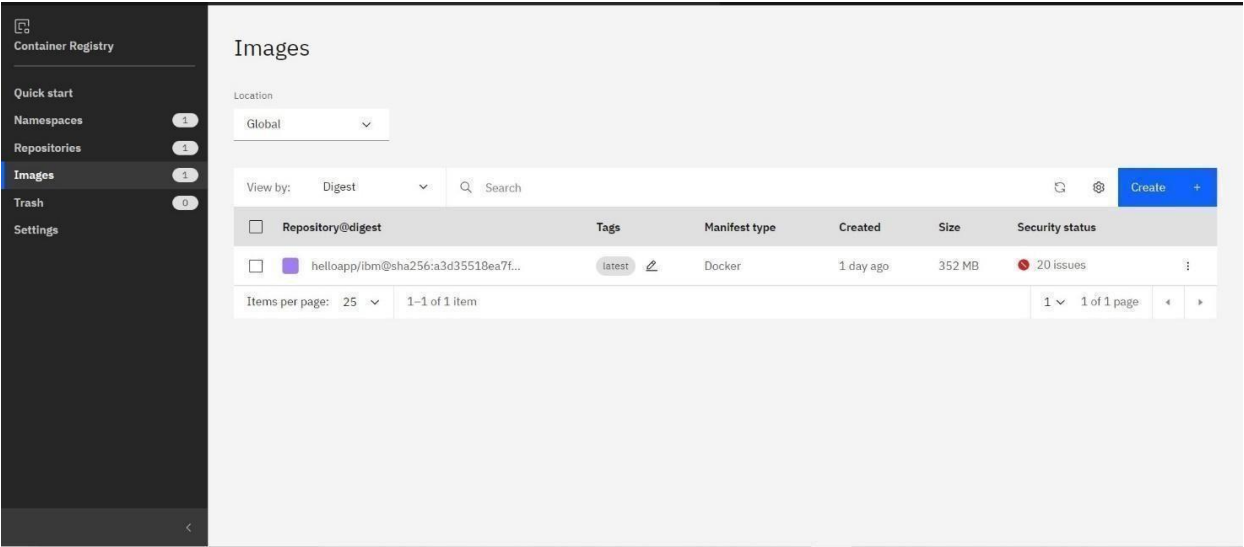 Container Registry
Quick start
Namespaces 1
Repositories 1
Images 1
Trash 0
Settings
Images
Location
Global
View by: Digest Search Create +
Repository@digest Tags Manifest type Created Size Security status
helloapp/ibm@sha256:a3d35518ea7f... latest Docker 1 day ago 352 MB 20 issues
Items per page: 25 1–1 of 1 item 1 1 of 1 page